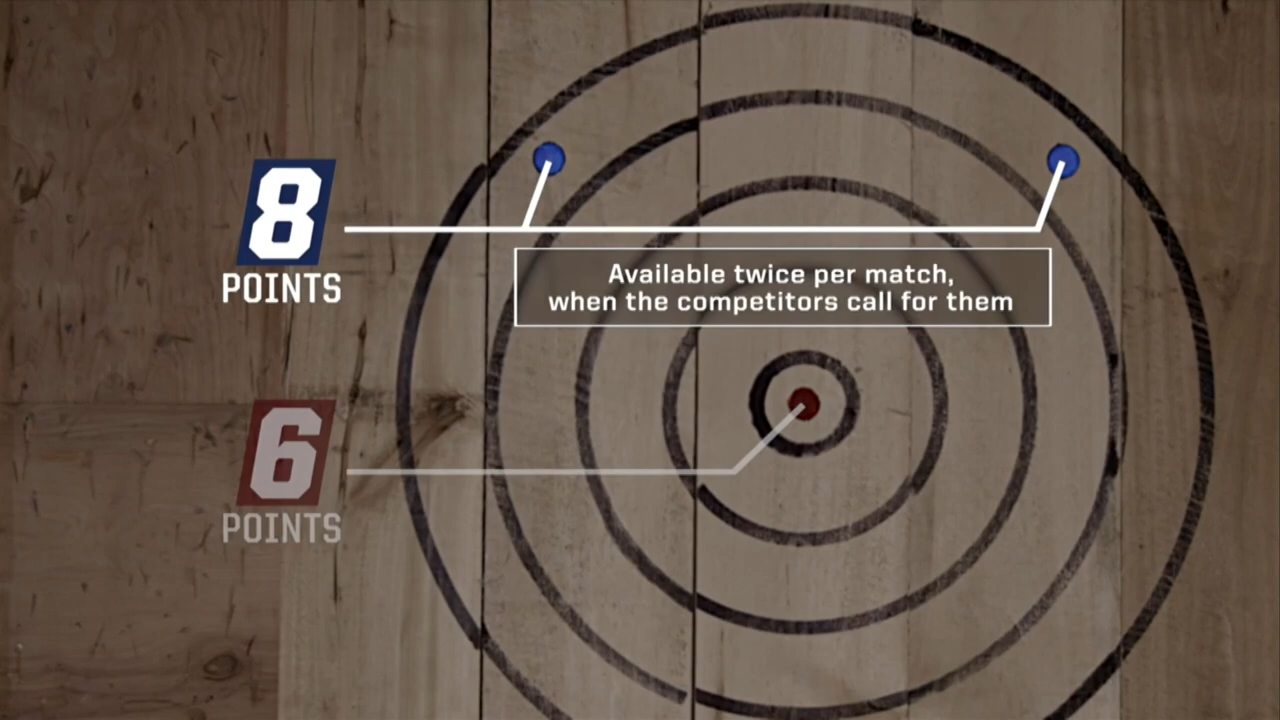 8
POINTS
Available twice per match,
when the competitors call for them
6
POINTS